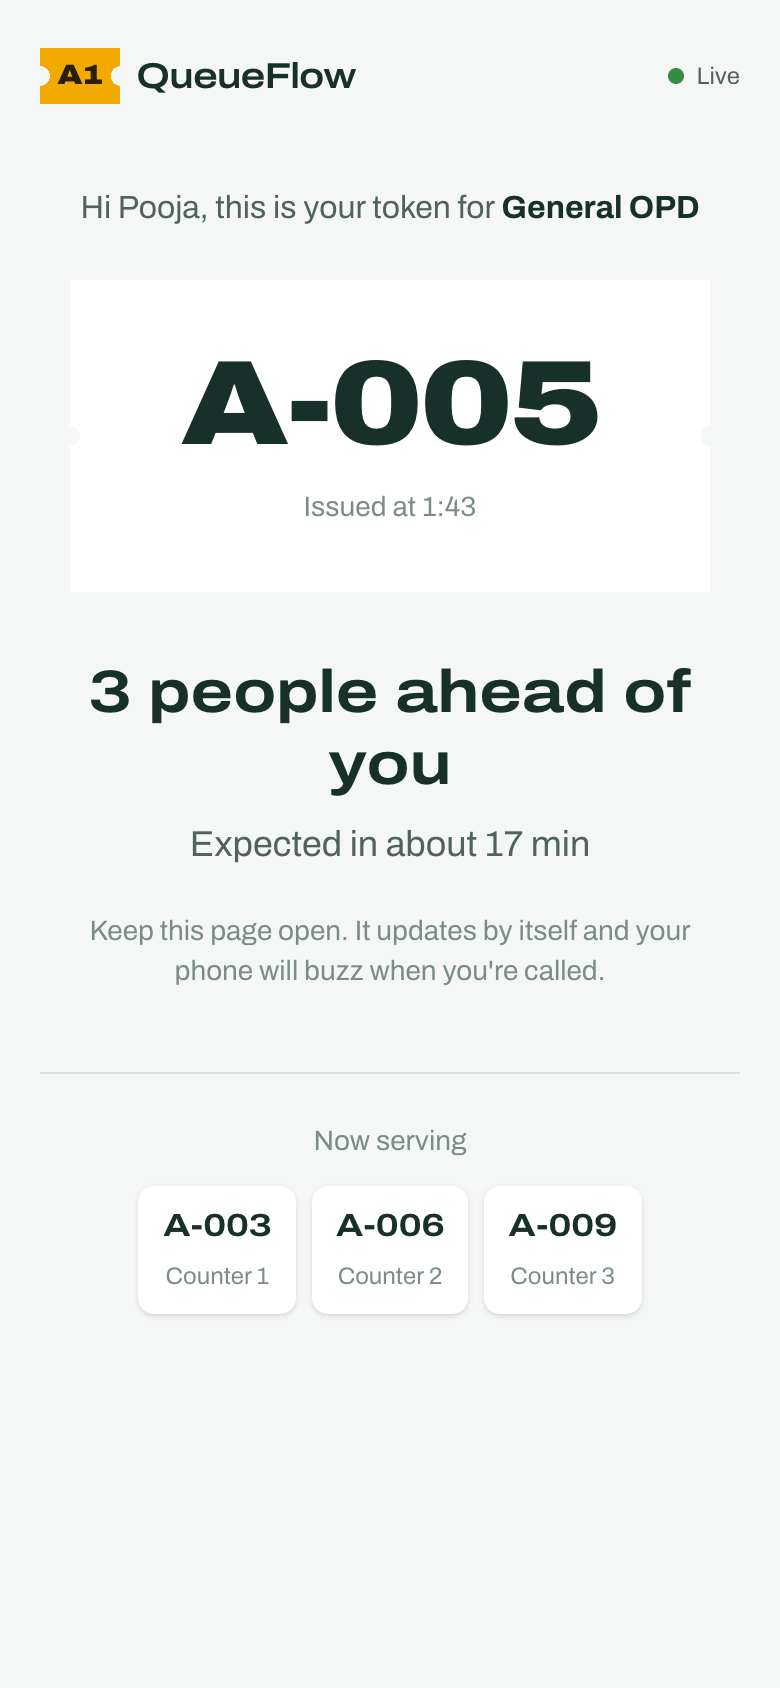 A1 QueueFlow
Live
Hi Pooja, this is your token for General OPD
A-005
Issued at 1:43
3 people ahead of
you
Expected in about 17 min
Keep this page open. It updates by itself and your
phone will buzz when you're called.
Now serving
A-003 A-006 A-009
Counter 1 Counter 2 Counter 3